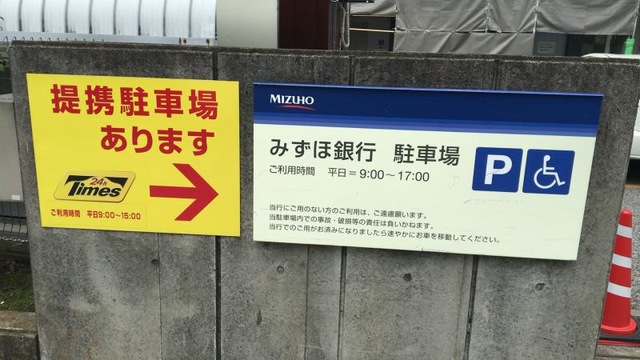 提携駐車場
あります
24h
Times
ご利用時間 平日9:00～15:00
MIZUHO
みずほ銀行 駐車場
ご利用時間 平日＝9:00～17:00
P
当行にご用のない方のご利用は、ご遠慮願います。
当駐車場内での事故・破損等の責任は負いかねます。
当行でのご用がお済みになりましたら速やかにお車を移動してください。